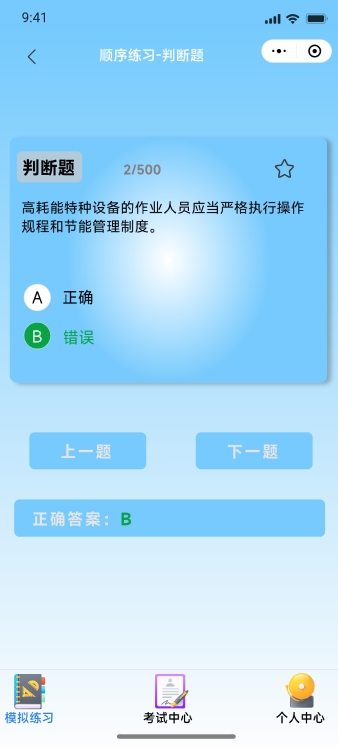 9:41
顺序练习-判断题
判断题
2/500
高耗能特种设备的作业人员应当严格执行操作
规程和节能管理制度。
A 正确
B 错误
上一题
下一题
正确答案：B
模拟练习
考试中心
个人中心